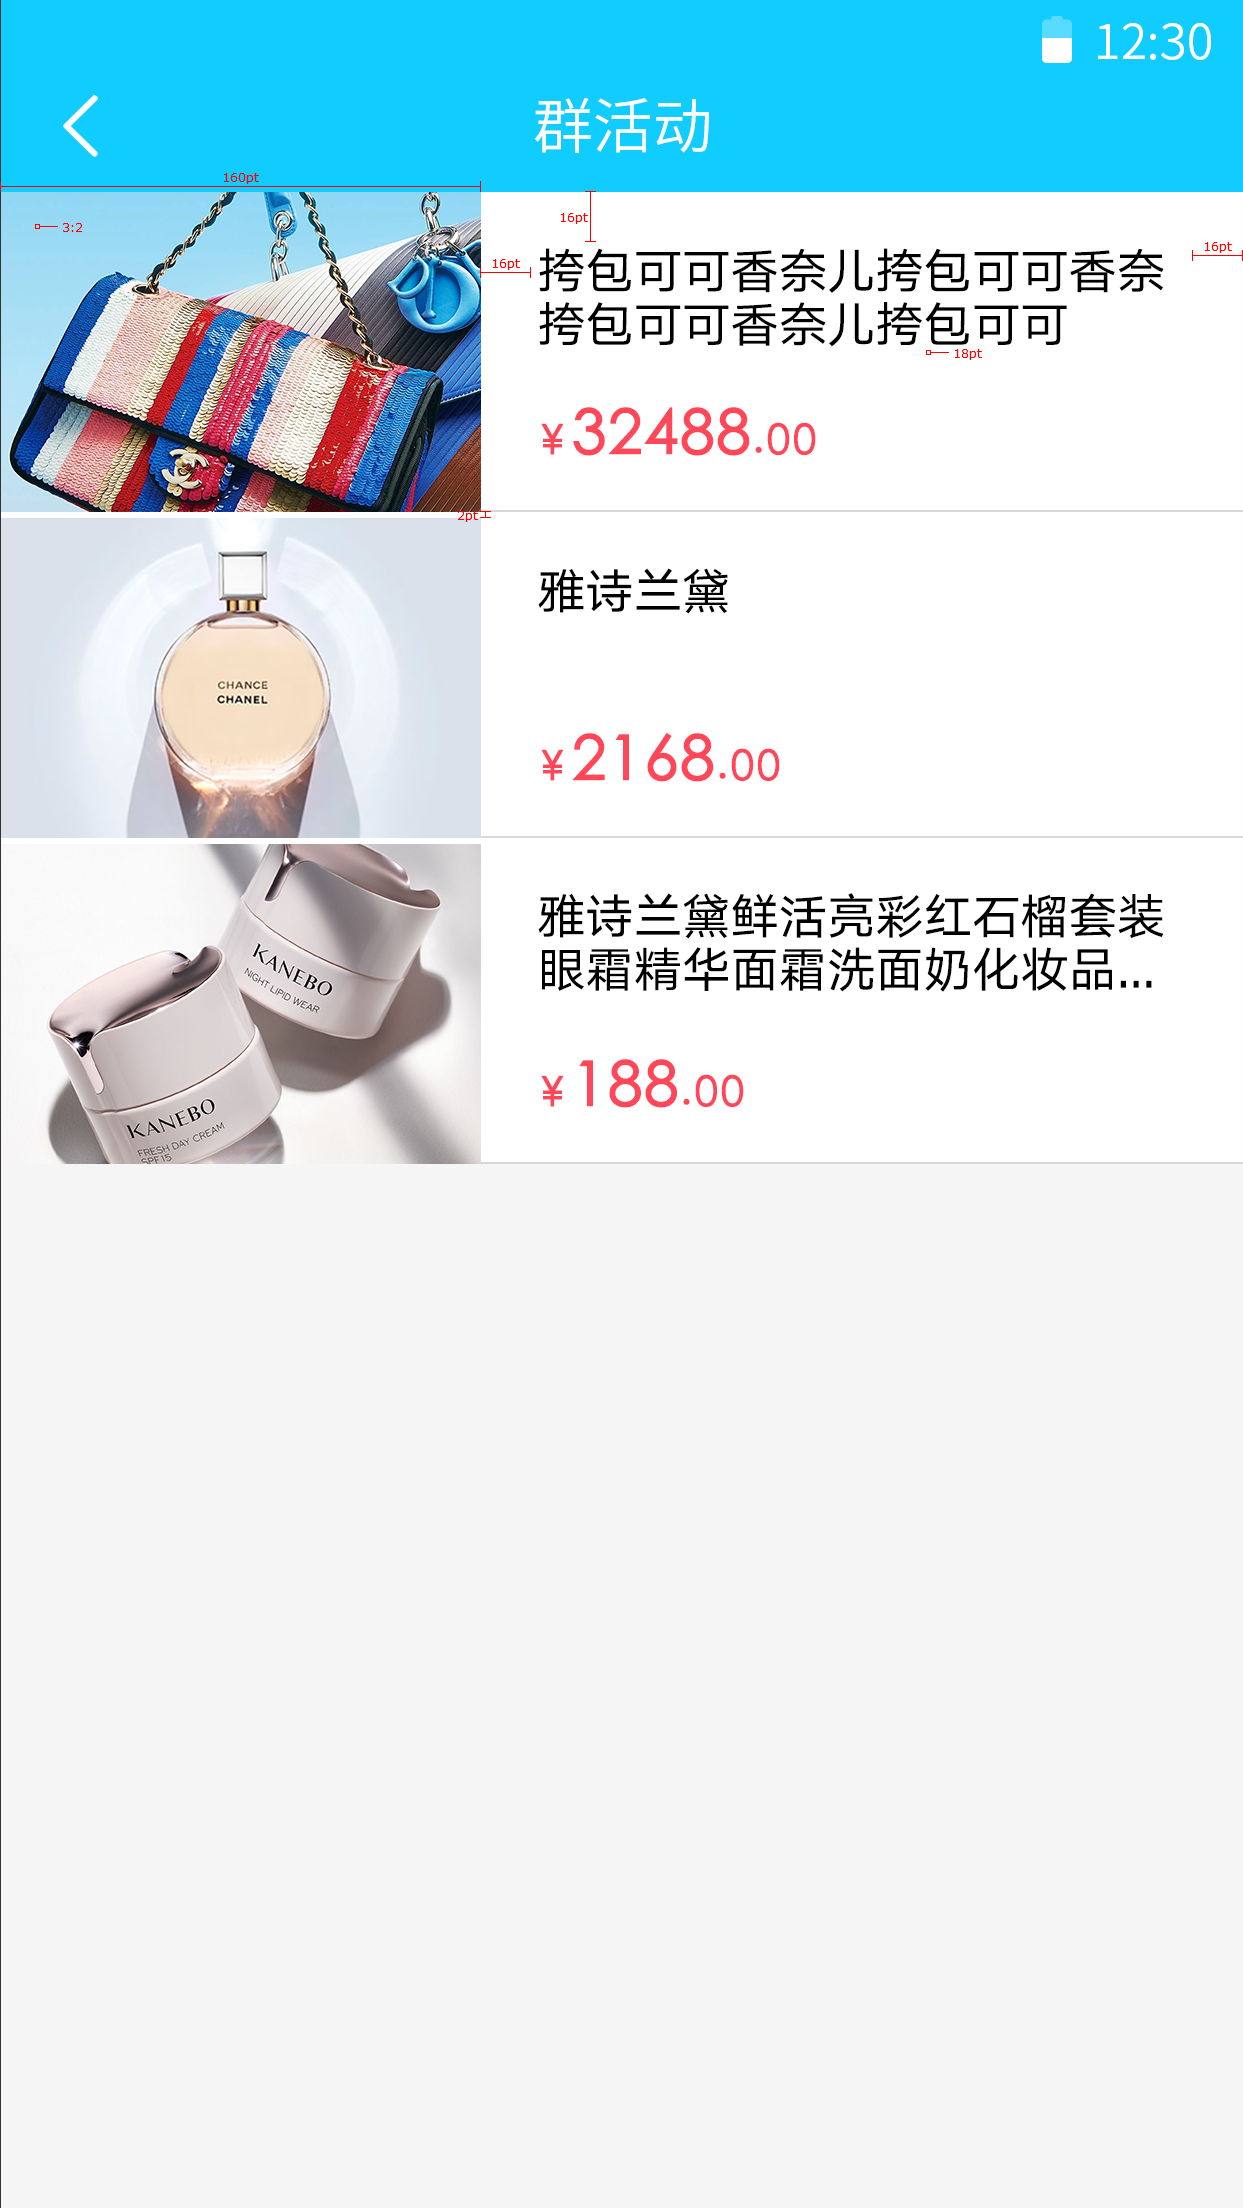 12:30
群活动
160pt
3:2
16pt
16pt
16pt
挎包可可香奈儿挎包可可香奈
挎包可可香奈儿挎包可可
18pt
¥32488.00
2pt
CHANCE
CHANEL
雅诗兰黛
¥2168.00
KANEBO
NIGHT LIPID WEAR
KANEBO
FRESH DAY CREAM
SPF15
雅诗兰黛鲜活亮彩红石榴套装
眼霜精华面霜洗面奶化妆品...
¥188.00